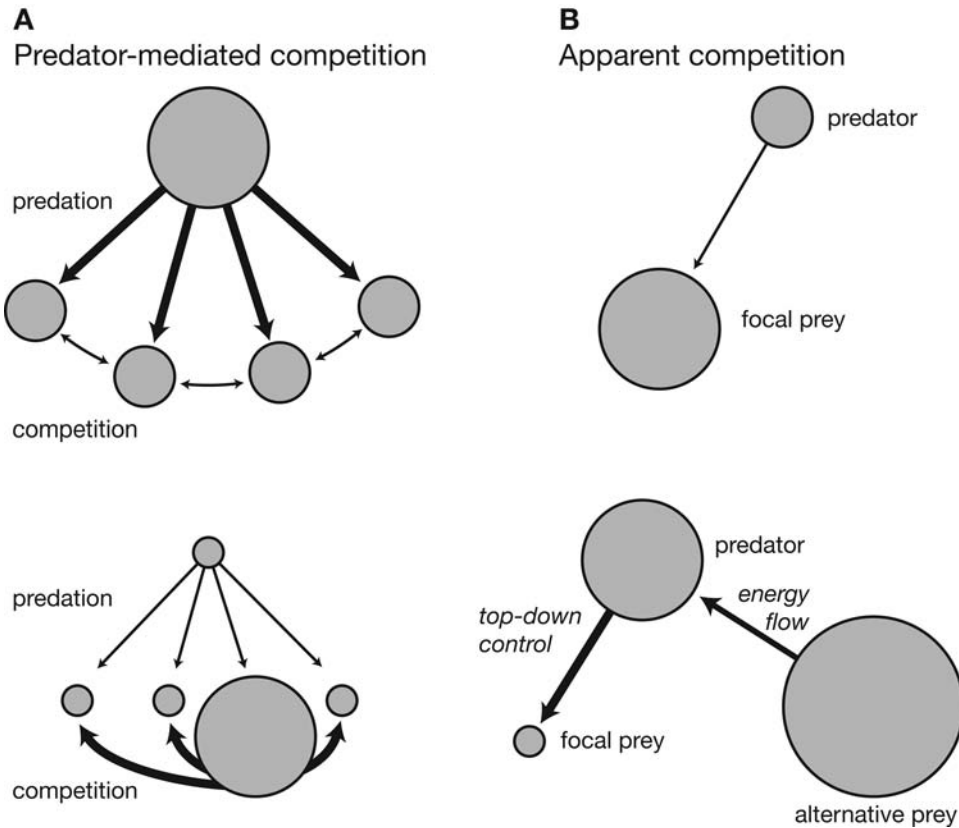 A
Predator-mediated competition
predation
competition
predation
competition
B
Apparent competition
predator
focal prey
predator
energy
flow
top-down
control
focal prey
alternative prey